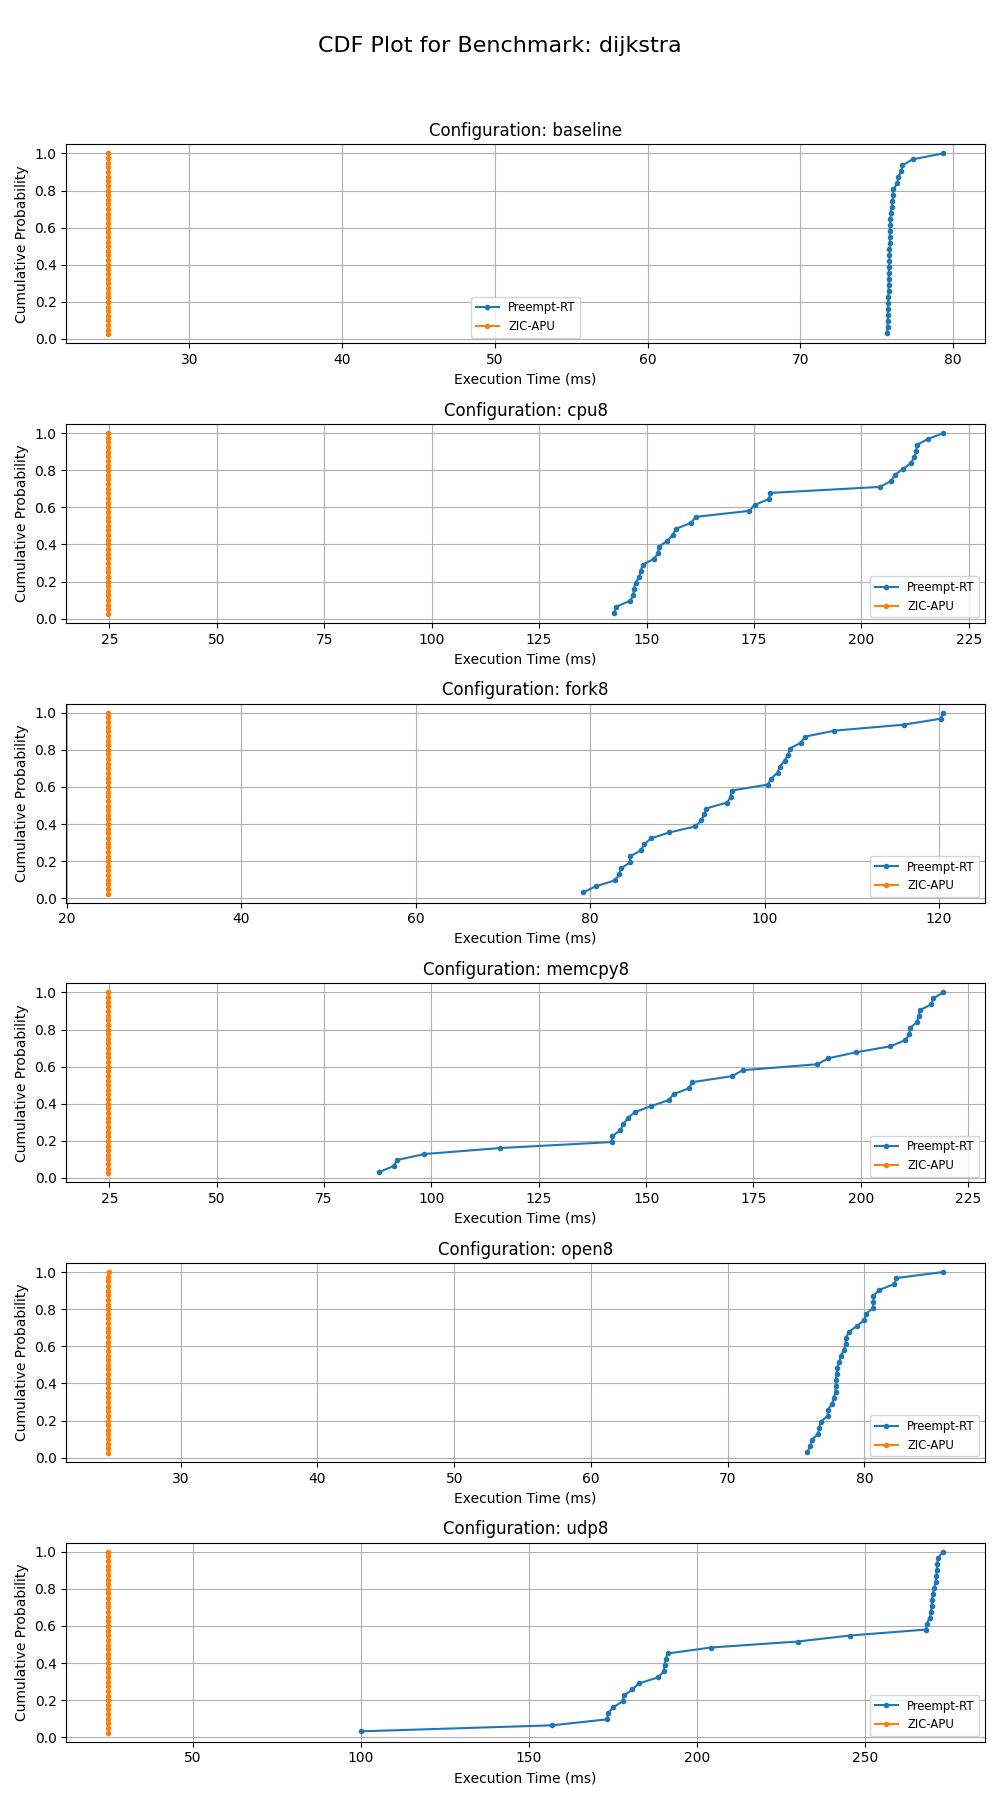 CDF Plot for Benchmark: dijkstra
Configuration: baseline
Cumulative Probability
1.0
0.8
0.6
0.4
0.2
0.0
Preempt-RT
ZIC-APU
30 40 50 60 70 80
Execution Time (ms)
Configuration: cpu8
Cumulative Probability
1.0
0.8
0.6
0.4
0.2
0.0
Preempt-RT
ZIC-APU
25 50 75 100 125 150 175 200 225
Execution Time (ms)
Configuration: fork8
Cumulative Probability
1.0
0.8
0.6
0.4
0.2
0.0
Preempt-RT
ZIC-APU
20 40 60 80 100 120
Execution Time (ms)
Configuration: memcpy8
Cumulative Probability
1.0
0.8
0.6
0.4
0.2
0.0
Preempt-RT
ZIC-APU
25 50 75 100 125 150 175 200 225
Execution Time (ms)
Configuration: open8
Cumulative Probability
1.0
0.8
0.6
0.4
0.2
0.0
Preempt-RT
ZIC-APU
30 40 50 60 70 80
Execution Time (ms)
Configuration: udp8
Cumulative Probability
1.0
0.8
0.6
0.4
0.2
0.0
Preempt-RT
ZIC-APU
50 100 150 200 250
Execution Time (ms)